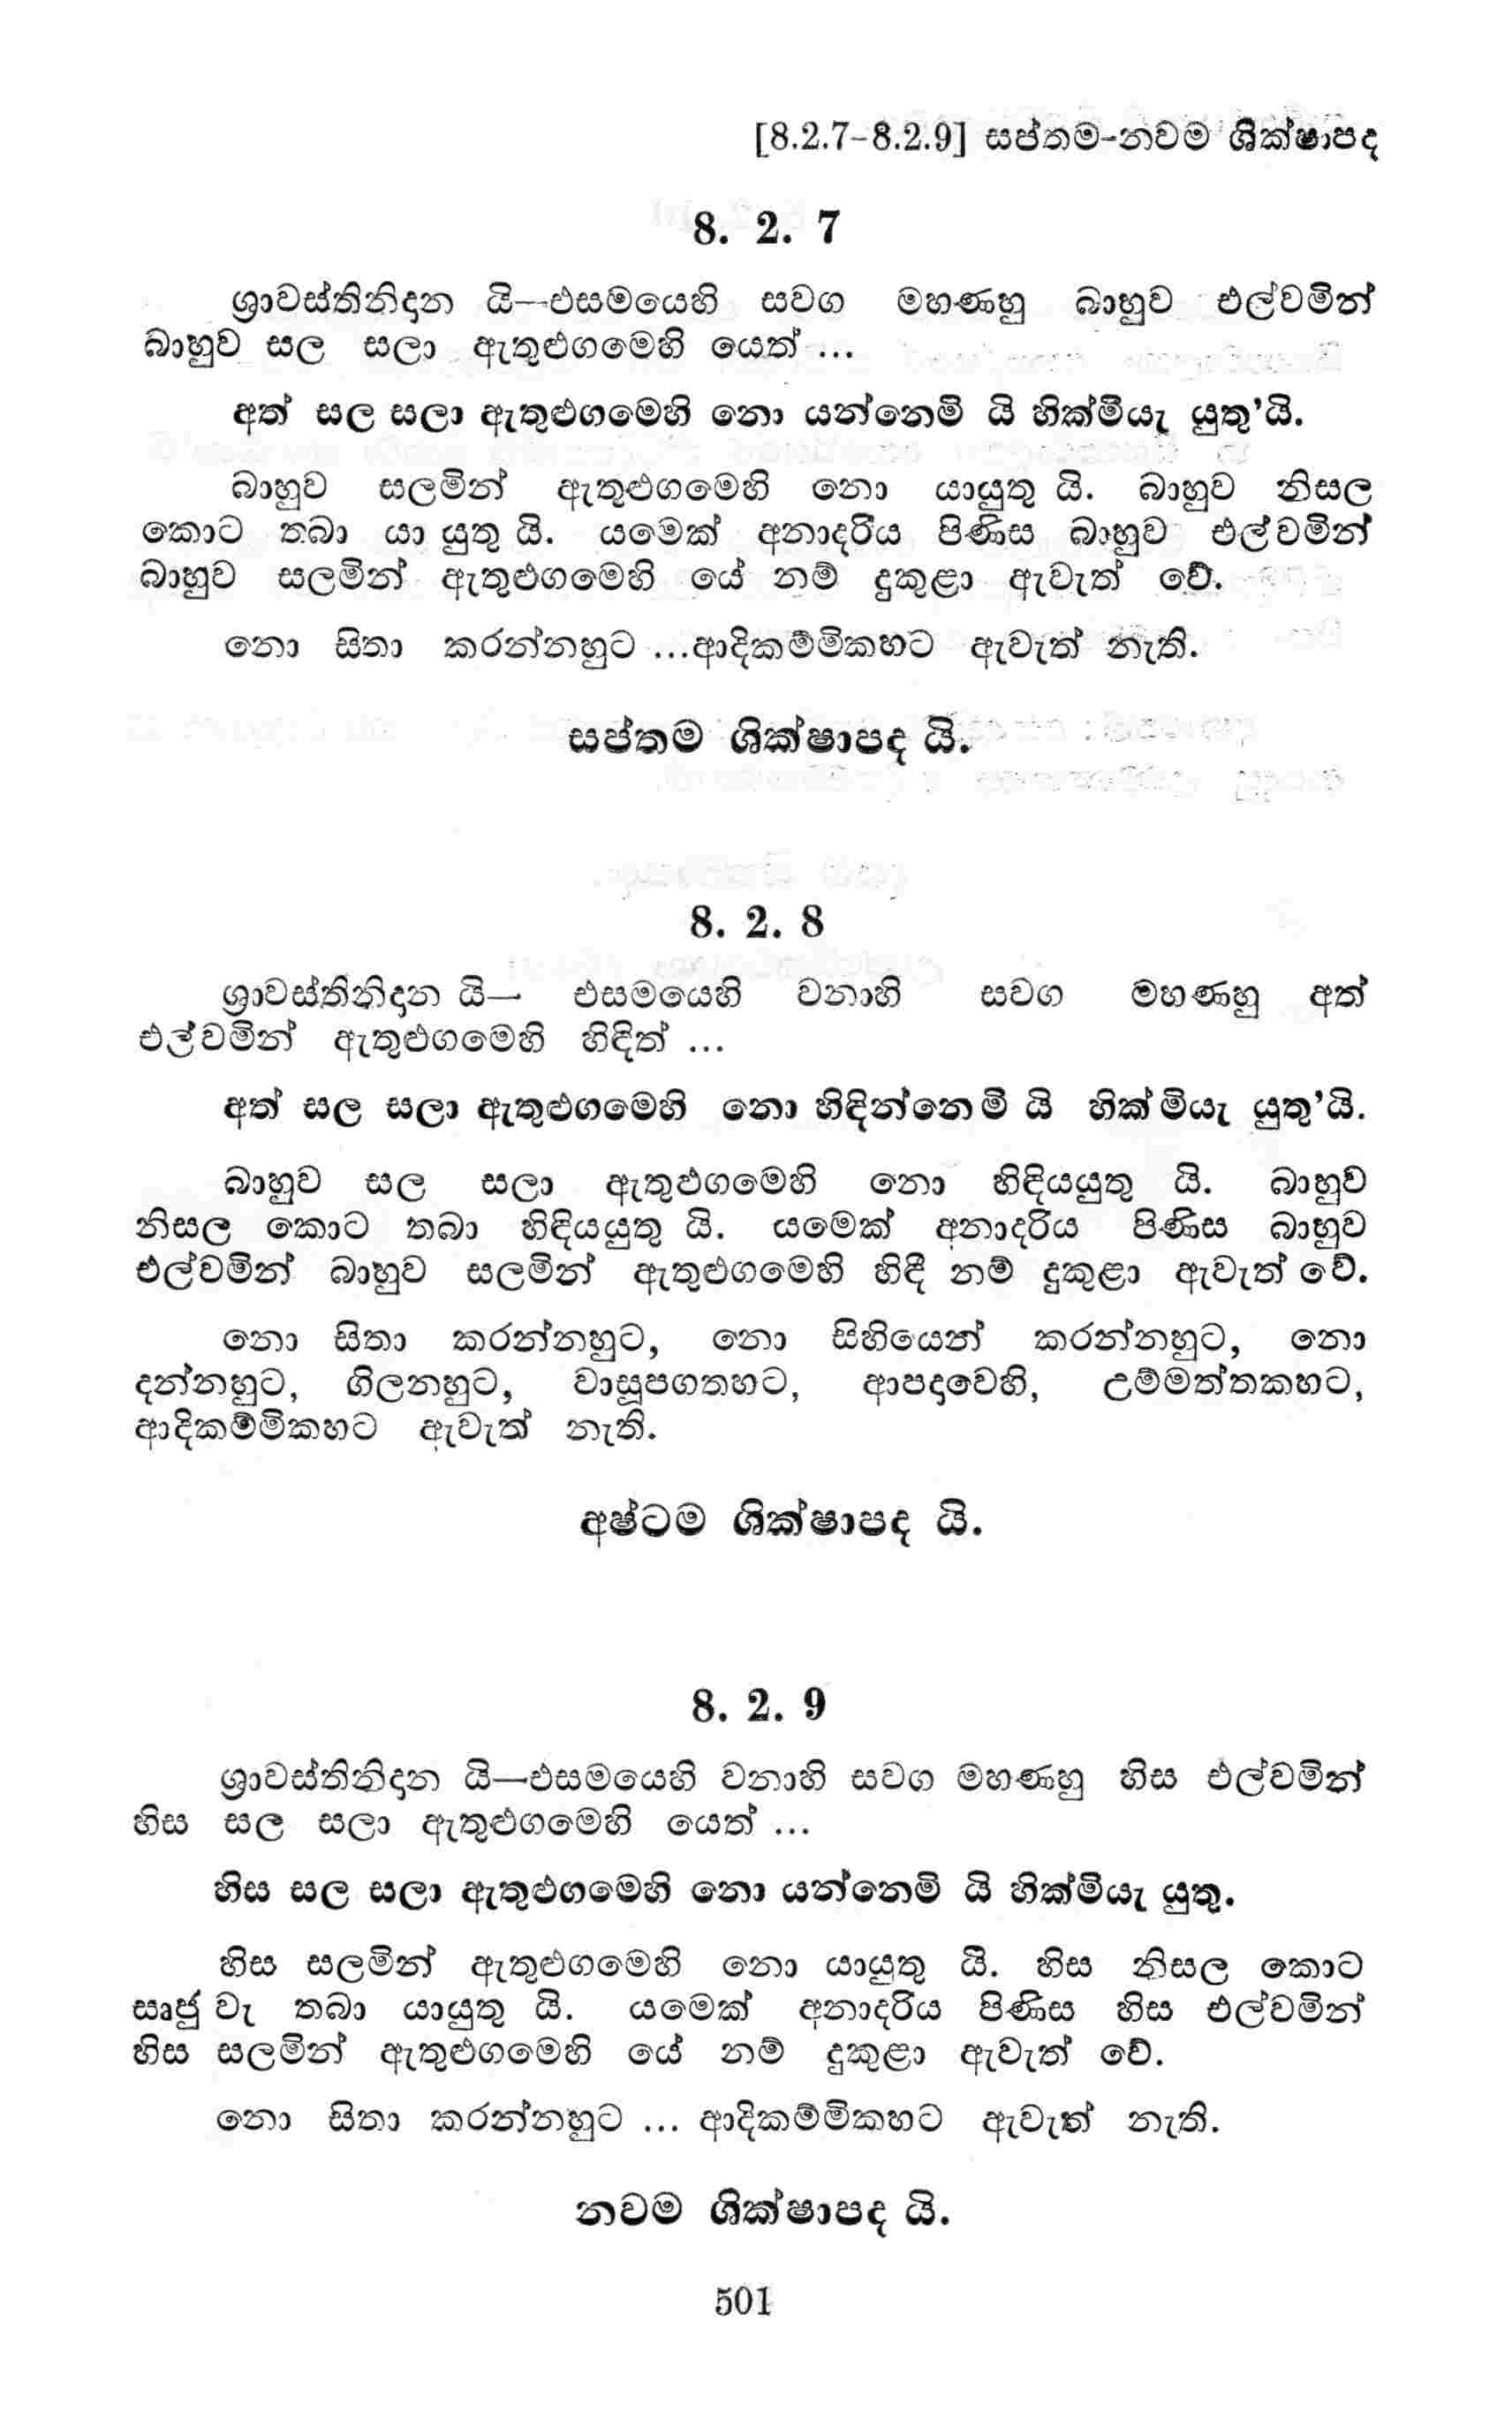 [8.2.7-8.2.9] සප්තම-නවම ශික්ෂාපද
8. 2. 7
ශ්‍රාවස්තිනිදාන යි—එසමයෙහි සවග මහණහු බාහුව එල්වමින්
බාහුව සල සලා ඇතුළුගමෙහි යෙත් ...
අත් සල සලා ඇතුළුගමෙහි නො යන්නෙමි යි හික්මියැ යුතු’යි.
බාහුව සලමින් ඇතුළුගමෙහි නො යායුතු යි. බාහුව නිසල
කොට තබා යා යුතු යි. යමෙක් අනාදරිය පිණිස බාහුව එල්වමින්
බාහුව සලමින් ඇතුළුගමෙහි යේ නම් දුකුළා ඇවැත් වේ.
නො සිතා කරන්නහුට ...ආදිකම්මිකහට ඇවැත් නැති.
සප්තම ශික්ෂාපද යි.
8. 2. 8
ශ්‍රාවස්තිනිදාන යි— එසමයෙහි වනාහි සවග මහණහු අත්
එල්වමින් ඇතුළුගමෙහි හිඳිත් ...
අත් සල සලා ඇතුළුගමෙහි නො හිඳින්නෙමි යි හික්මියැ යුතු’යි.
බාහුව සල සලා ඇතුළුගමෙහි නො හිඳියයුතු යි. බාහුව
නිසල කොට තබා හිඳියයුතු යි. යමෙක් අනාදරිය පිණිස බාහුව
එල්වමින් බාහුව සලමින් ඇතුළුගමෙහි හිඳී නම් දුකුළා ඇවැත් වේ.
නො සිතා කරන්නහුට, නො සිහියෙන් කරන්නහුට, නො
දන්නහුට, ගිලනහුට, වාසූපගතහට, ආපදාවෙහි, උම්මත්තකහට,
ආදිකම්මිකහට ඇවැත් නැති.
අෂ්ටම ශික්ෂාපද යි.
8. 2. 9
ශ්‍රාවස්තිනිදාන යි—එසමයෙහි වනාහි සවග මහණහු හිස එල්වමින්
හිස සල සලා ඇතුළුගමෙහි යෙත් ...
හිස සල සලා ඇතුළුගමෙහි නො යන්නෙමි යි හික්මියැ යුතු.
හිස සලමින් ඇතුළුගමෙහි නො යායුතු යි. හිස නිසල කොට
සෘජු වැ තබා යායුතු යි. යමෙක් අනාදරිය පිණිස හිස එල්වමින්
හිස සලමින් ඇතුළුගමෙහි යේ නම් දුකුළා ඇවැත් වේ.
නො සිතා කරන්නහුට ... ආදිකම්මිකහට ඇවැත් නැති.
නවම ශික්ෂාපද යි.
501